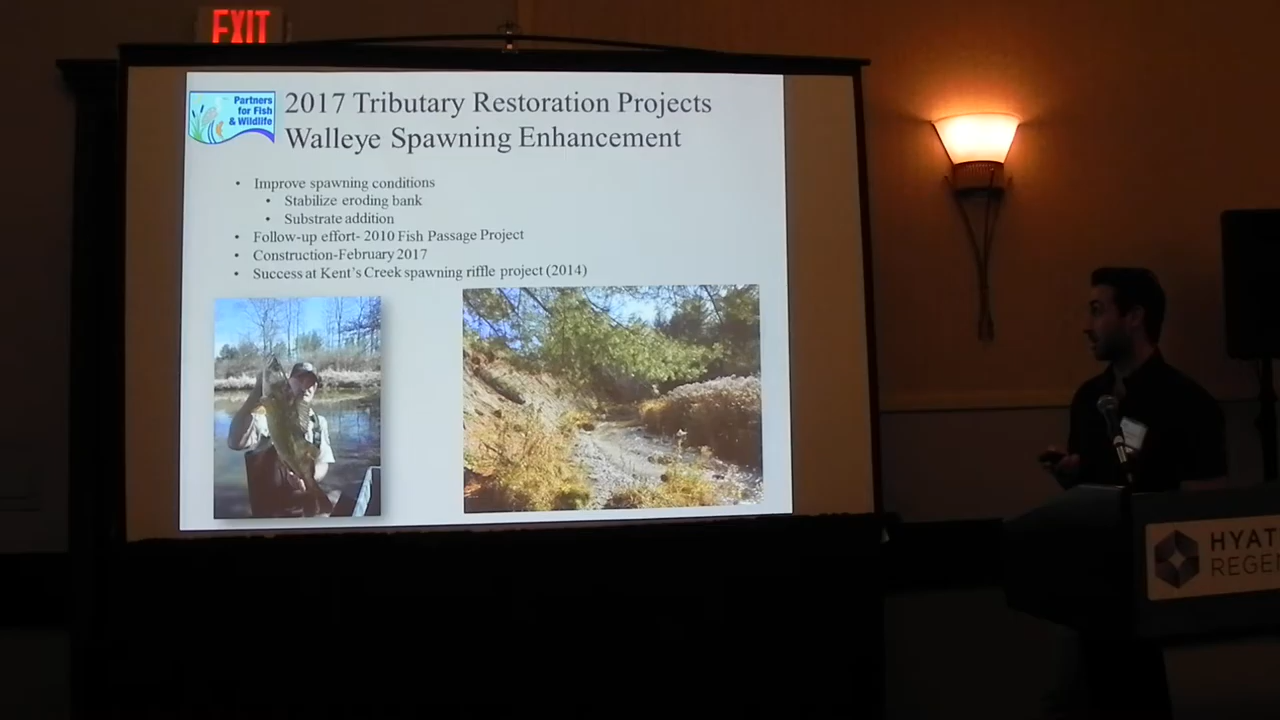 EXIT
Partners
for Fish
& Wildlife
2017 Tributary Restoration Projects
Walleye Spawning Enhancement
• Improve spawning conditions
• Stabilize eroding bank
• Substrate addition
• Follow-up effort- 2010 Fish Passage Project
• Construction-February 2017
• Success at Kent's Creek spawning riffle project (2014)
HYAT
REGE